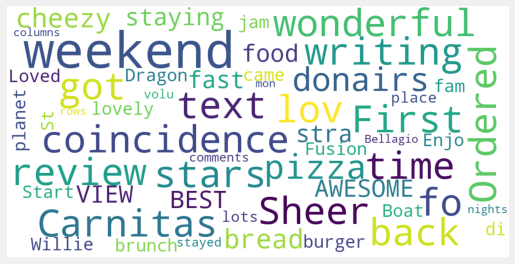 cheezy staying jam wonderful
columns
weekend food writing
Loved got Dragon fast came donairs fam
planet St rows lovely volu text mon lov place First Ordered
coincidence stra Fusion Bellagio Enjo
review stars comments pizza time
Start VIEW BEST AWESOME fo
Carnitas lots Sheer Boat back nights di
Willie brunch stayed bread burger